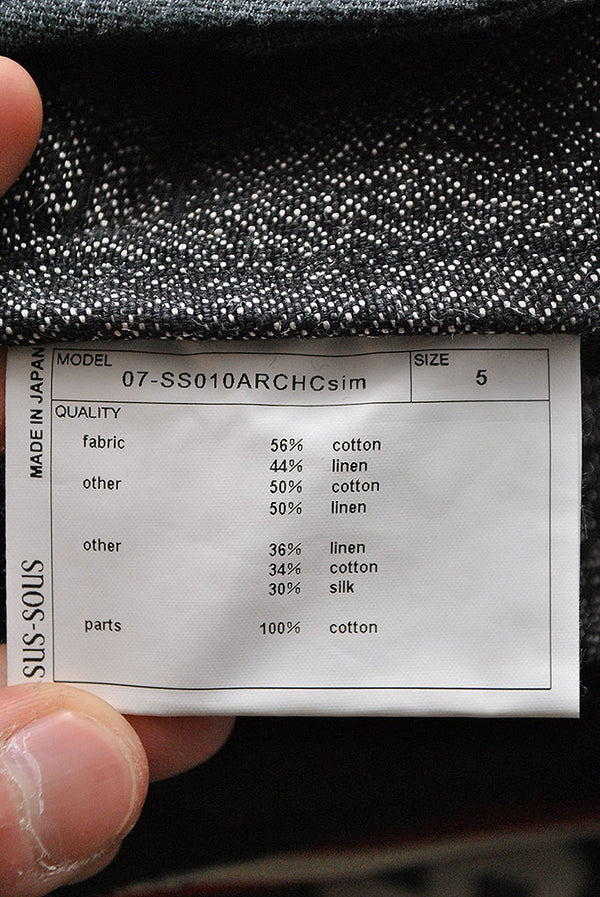 MODEL
07-SS010ARCHCsim
SIZE
5
QUALITY
fabric 56% cotton
44% linen
other 50% cotton
50% linen
other 36% linen
34% cotton
30% silk
parts 100% cotton
MADE IN JAPAN
SUS-SOUS